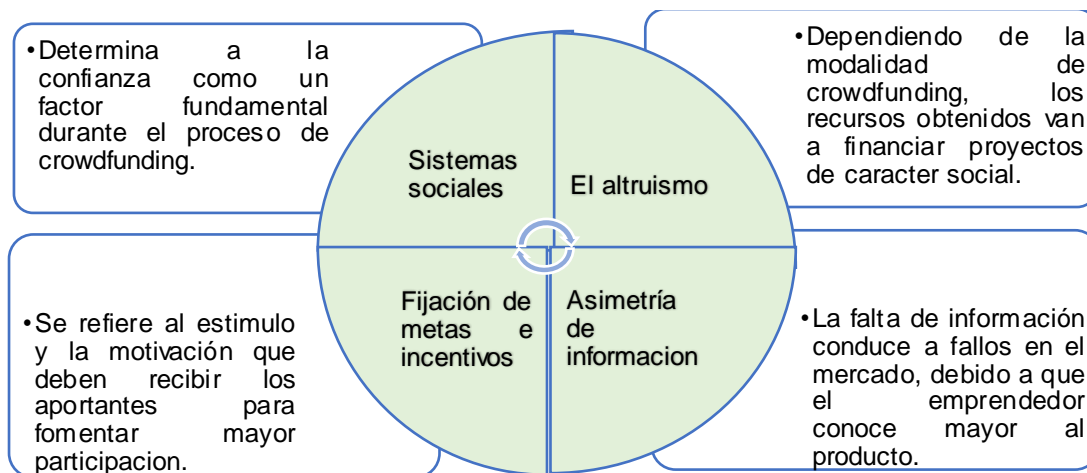 •Determina a la
confianza como un
factor fundamental
durante el proceso de
crowdfunding.
•Dependiendo de la
modalidad de
crowdfunding, los
recursos obtenidos van
a financiar proyectos
de caracter social.
Sistemas
sociales
El altruismo
Fijación de
metas e
incentivos
Asimetría
de
informacion
•Se refiere al estimulo
y la motivación que
deben recibir los
aportantes para
fomentar mayor
participacion.
•La falta de información
conduce a fallos en el
mercado, debido a que
el emprendedor
conoce mayor al
producto.